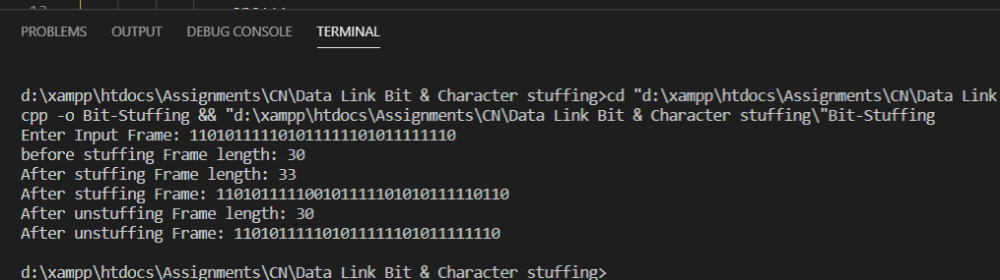 PROBLEMS OUTPUT DEBUG CONSOLE TERMINAL
d:\xampp\htdocs\Assignments\CN\Data Link Bit & Character stuffing>cd "d:\xampp\htdocs\Assignments\CN\Data Link
cpp -o Bit-Stuffing && "d:\xampp\htdocs\Assignments\CN\Data Link Bit & Character stuffing\"Bit-Stuffing
Enter Input Frame: 110101111101011111101011111110
before stuffing Frame length: 30
After stuffing Frame length: 33
After stuffing Frame: 110101111100101111101010111110110
After unstuffing Frame length: 30
After unstuffing Frame: 110101111101011111101011111110
d:\xampp\htdocs\Assignments\CN\Data Link Bit & Character stuffing>